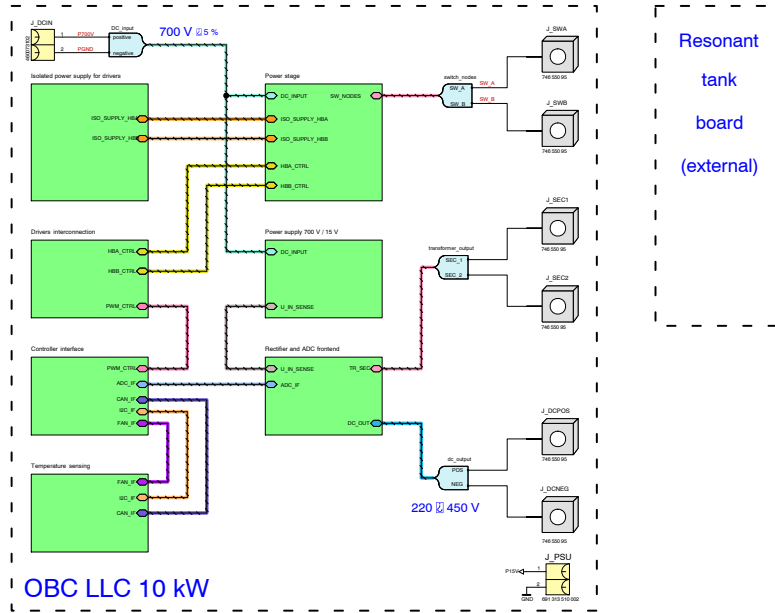 J_DCIN
DC_input
1 P700V positive
2 PGND negative
700 V 5 %
J_SWA
switch_nodes
SW_A SW_A
SW_B SW_B
746 550 95
J_SWB
746 550 95
Resonant
tank
board
(external)
Isolated power supply for drivers
ISO_SUPPLY_HBA
ISO_SUPPLY_HBB
Power stage
DC_INPUT SW_NODES
ISO_SUPPLY_HBA
ISO_SUPPLY_HBB
HBA_CTRL
HBB_CTRL
Drivers interconnection
HBA_CTRL
HBB_CTRL
PWM_CTRL
Power supply 700 V / 15 V
DC_INPUT
U_IN_SENSE
J_SEC1
transformer_output
SEC_1
SEC_2
746 550 95
J_SEC2
746 550 95
Controller interface
PWM_CTRL
ADC_IF
CAN_IF
I2C_IF
FAN_IF
Rectifier and ADC frontend
U_IN_SENSE TR_SEC
ADC_IF
DC_OUT
J_DCPOS
dc_output
POS
NEG
746 550 95
J_DCNEG
746 550 95
220 450 V
Temperature sensing
FAN_IF
I2C_IF
CAN_IF
J_PSU
P15V 1
2
GND 691 313 510 002
OBC LLC 10 kW